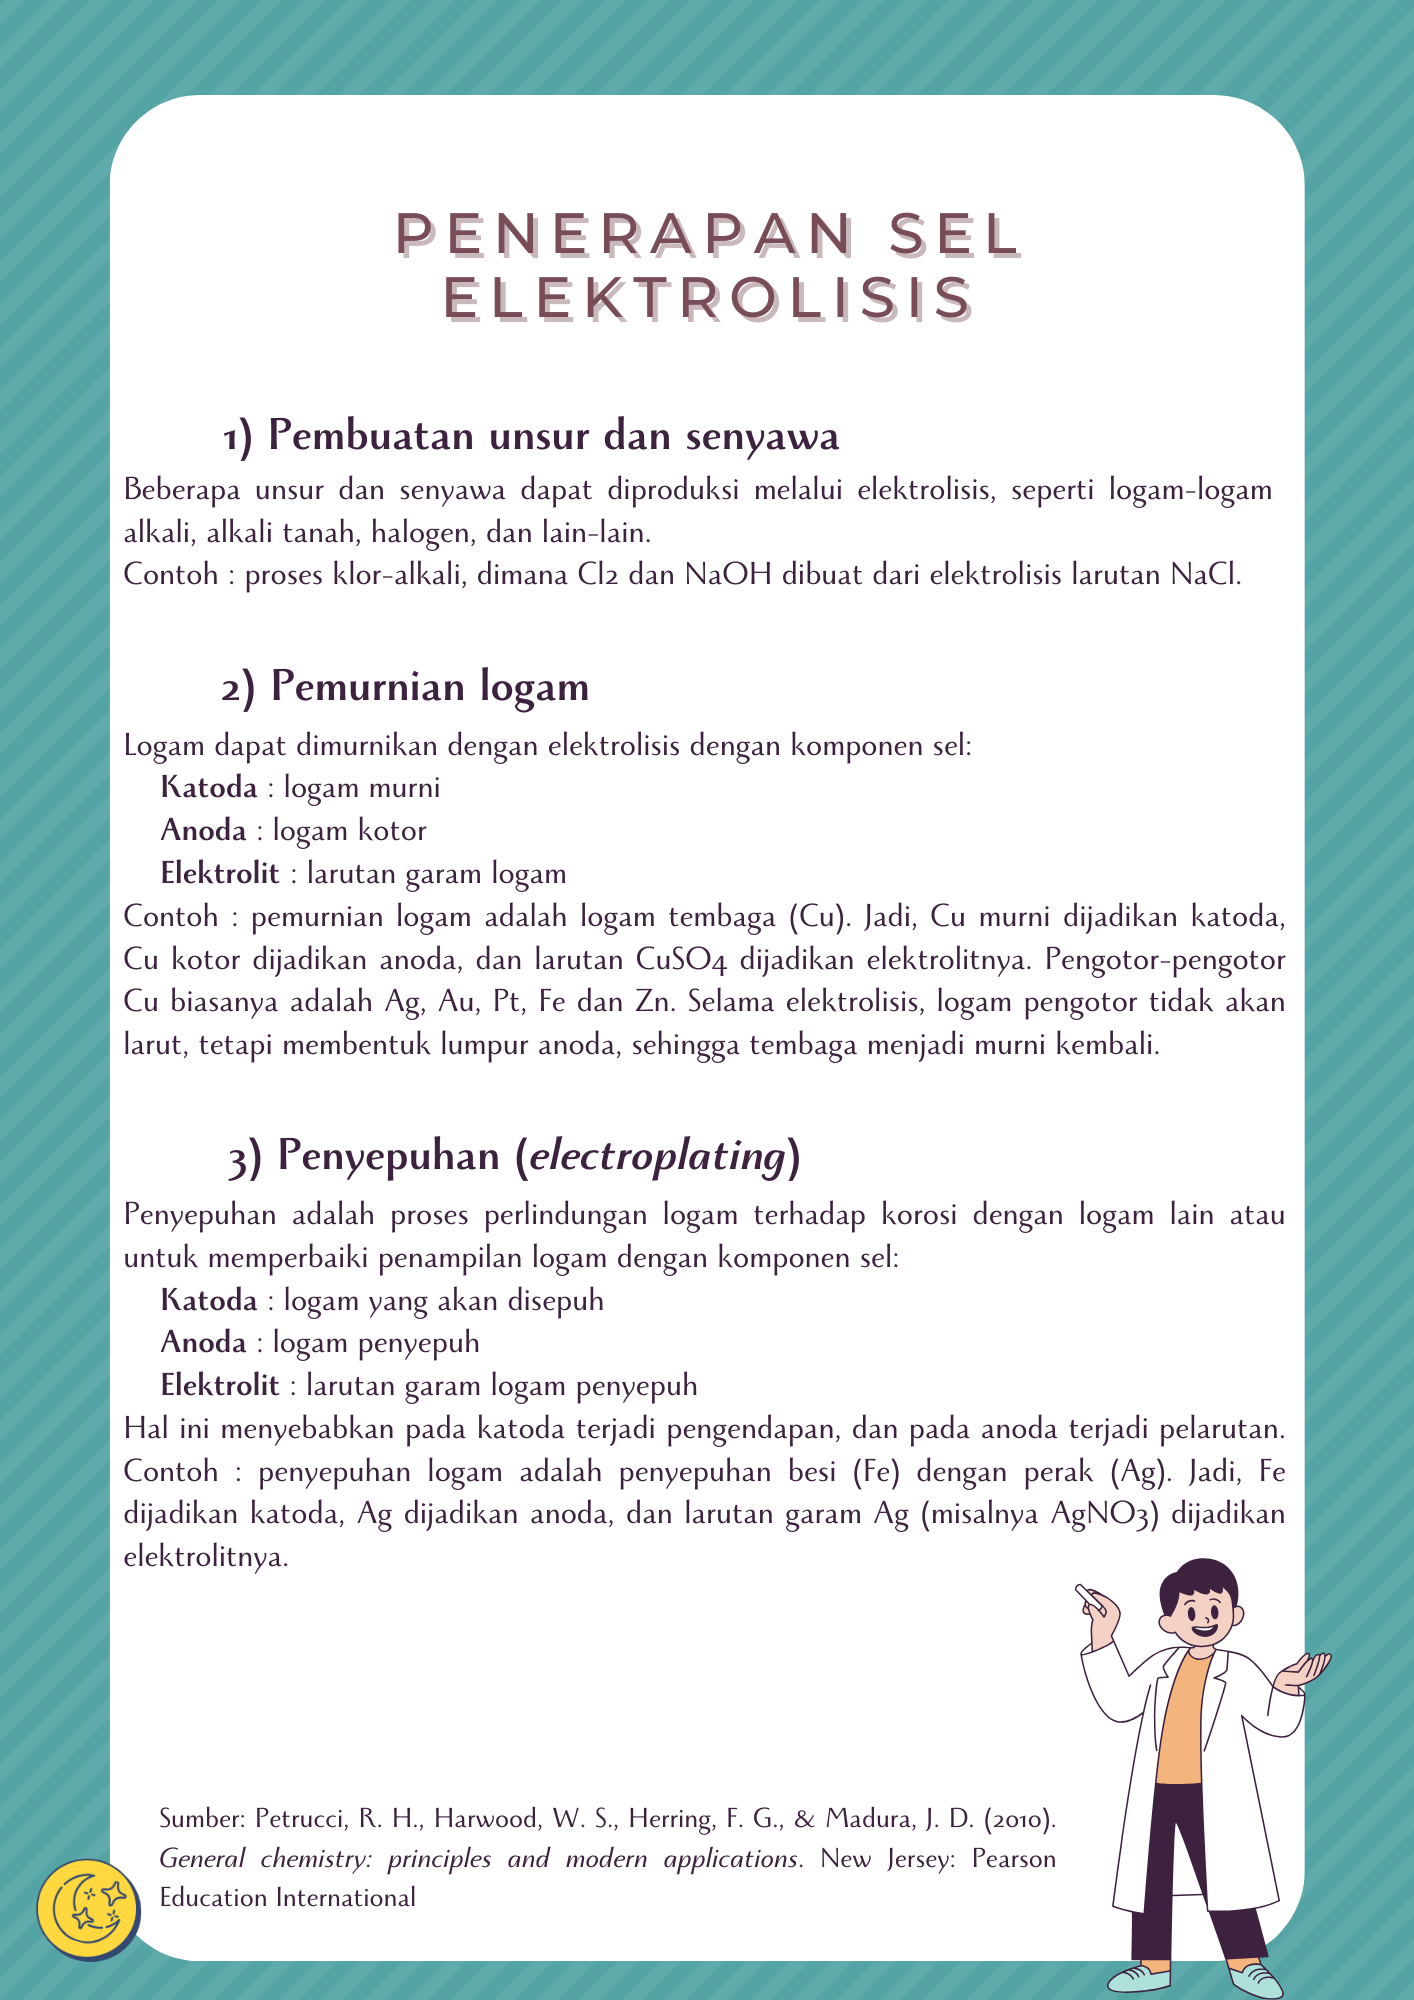 PENERAPAN SEL
ELEKTROLISIS
1) Pembuatan unsur dan senyawa
Beberapa unsur dan senyawa dapat diproduksi melalui elektrolisis, seperti logam-logam
alkali, alkali tanah, halogen, dan lain-lain.
Contoh : proses klor-alkali, dimana Cl2 dan NaOH dibuat dari elektrolisis larutan NaCl.
2) Pemurnian logam
Logam dapat dimurnikan dengan elektrolisis dengan komponen sel:
Katoda : logam murni
Anoda : logam kotor
Elektrolit : larutan garam logam
Contoh : pemurnian logam adalah logam tembaga (Cu). Jadi, Cu murni dijadikan katoda,
Cu kotor dijadikan anoda, dan larutan CuSO4 dijadikan elektrolitnya. Pengotor-pengotor
Cu biasanya adalah Ag, Au, Pt, Fe dan Zn. Selama elektrolisis, logam pengotor tidak akan
larut, tetapi membentuk lumpur anoda, sehingga tembaga menjadi murni kembali.
3) Penyepuhan (electroplating)
Penyepuhan adalah proses perlindungan logam terhadap korosi dengan logam lain atau
untuk memperbaiki penampilan logam dengan komponen sel:
Katoda : logam yang akan disepuh
Anoda : logam penyepuh
Elektrolit : larutan garam logam penyepuh
Hal ini menyebabkan pada katoda terjadi pengendapan, dan pada anoda terjadi pelarutan.
Contoh : penyepuhan logam adalah penyepuhan besi (Fe) dengan perak (Ag). Jadi, Fe
dijadikan katoda, Ag dijadikan anoda, dan larutan garam Ag (misalnya AgNO3) dijadikan
elektrolitnya.
Sumber: Petrucci, R. H., Harwood, W. S., Herring, F. G., & Madura, J. D. (2010).
General chemistry: principles and modern applications. New Jersey: Pearson
Education International